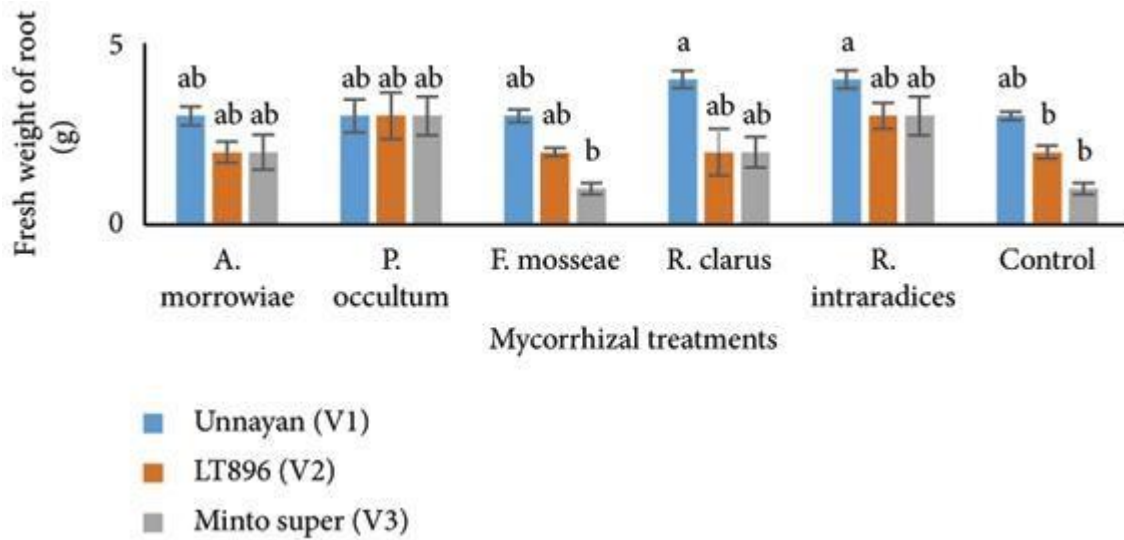 Fresh weight of root
(g)
5
0
ab
ab ab
ab ab ab
ab
ab
b
a
ab ab
a
ab ab
ab
b
b
A.
morrowiae
P.
occultum
F. mosseae
R. clarus
R.
intraradices
Control
Mycorrhizal treatments
Unnayan (V1)
LT896 (V2)
Minto super (V3)